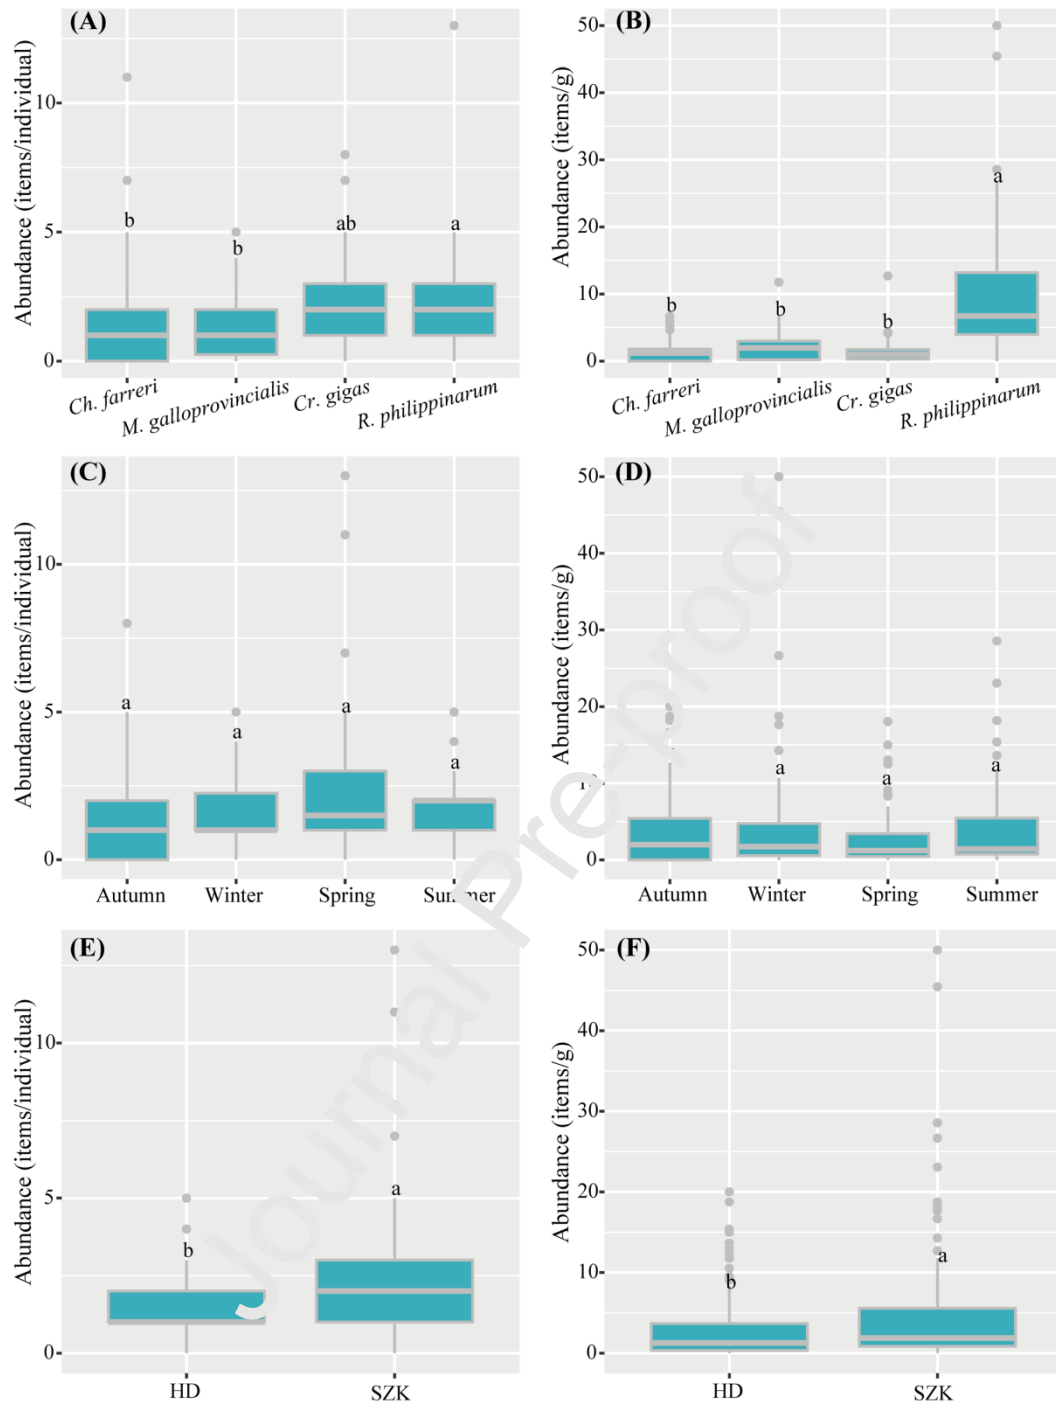 (A)
Abundance (items/individual)
10
5
0
b
b
ab
a
Ch. farreri
M. galloprovincialis
Cr. gigas
R. philippinarum
(B)
Abundance (items/g)
50
40
30
20
10
0
b
b
b
a
Ch. farreri
M. galloprovincialis
Cr. gigas
R. philippinarum
(C)
Abundance (items/individual)
10
5
0
a
a
a
a
Autumn
Winter
Spring
Summer
(D)
Abundance (items/g)
50
40
30
20
10
0
a
a
a
Autumn
Winter
Spring
Summer
(E)
Abundance (items/individual)
10
5
0
b
a
HD
SZK
(F)
Abundance (items/g)
50
40
30
20
10
0
b
a
HD
SZK
Journal Pre-proof